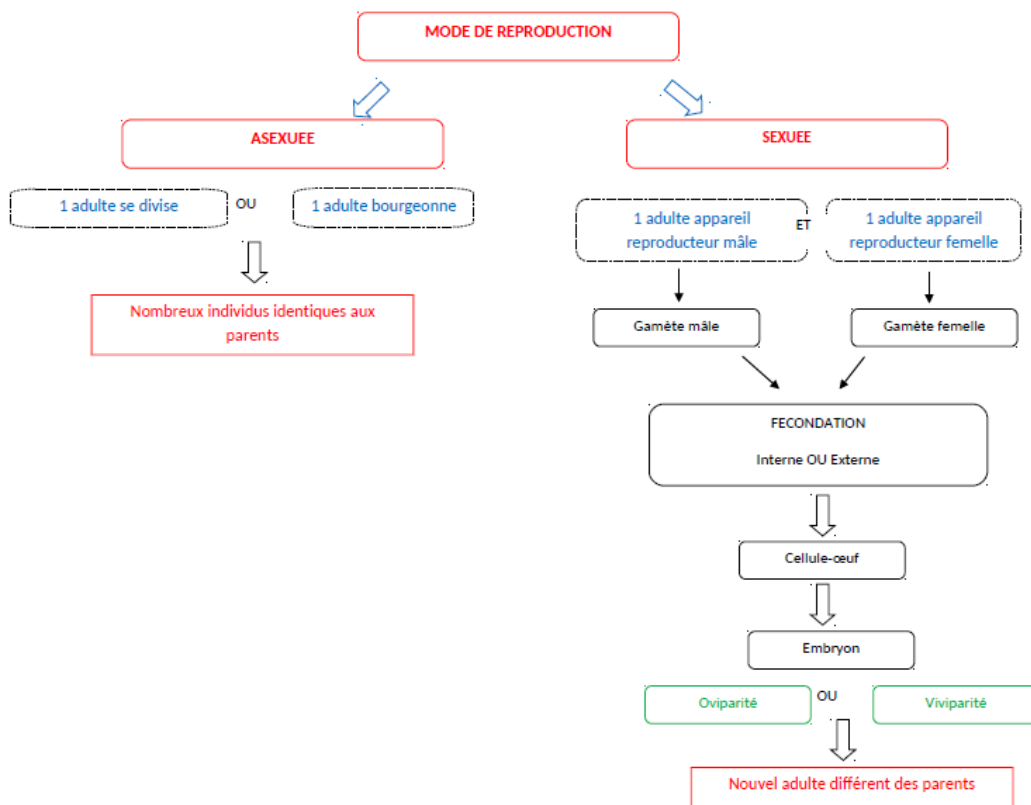 MODE DE REPRODUCTION
ASEXUEE
SEXUEE
1 adulte se divise
OU
1 adulte bourgeonne
1 adulte appareil
reproducteur mâle
ET
1 adulte appareil
reproducteur femelle
Nombreux individus identiques aux
parents
Gamète mâle
Gamète femelle
FECONDATION
Interne OU Externe
Cellule-œuf
Embryon
Oviparité
OU
Viviparité
Nouvel adulte différent des parents